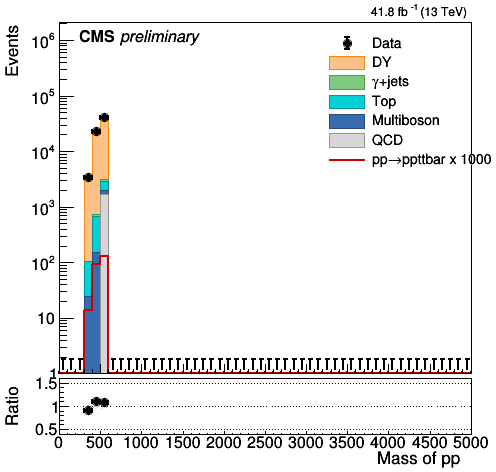 41.8 fb⁻¹ (13 TeV)
CMS preliminary
Events
Data
DY
γ+jets
Top
Multiboson
QCD
pp→ppttbar x 1000
10⁶
10⁵
10⁴
10³
10²
10
1
Ratio
1.5
1
0.5
0 500 1000 1500 2000 2500 3000 3500 4000 4500 5000
Mass of pp